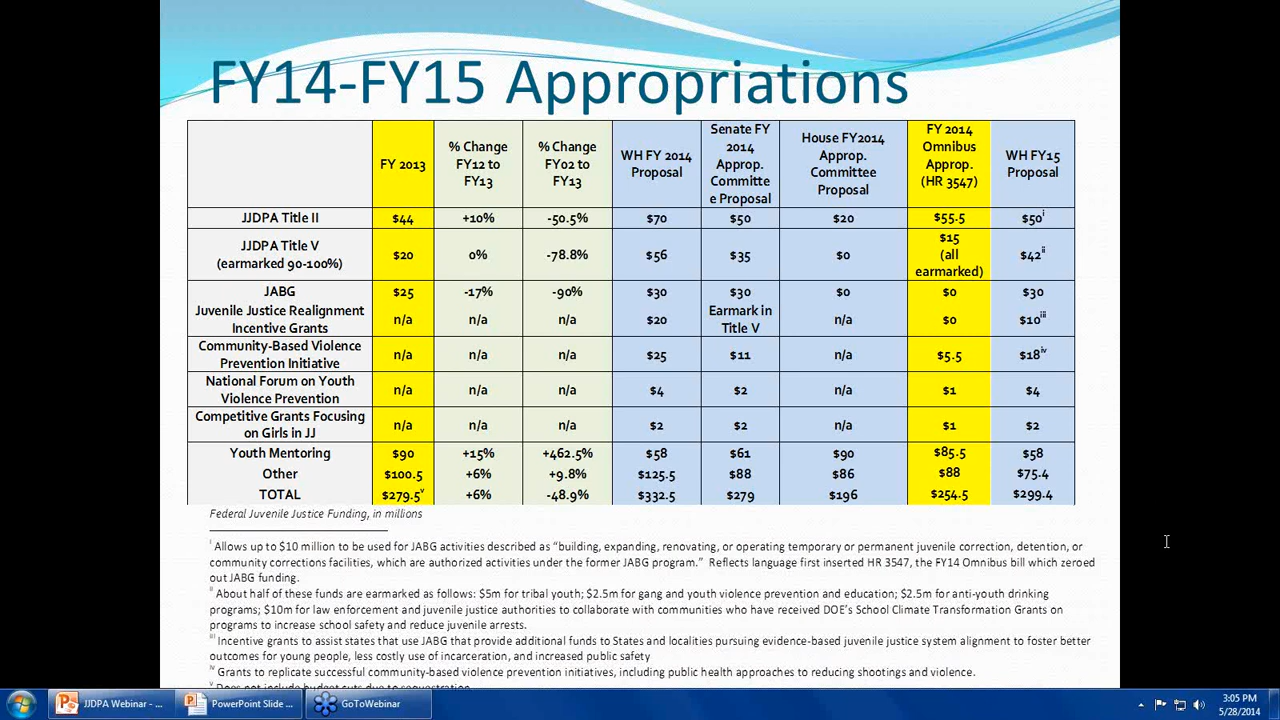 FY14-FY15 Appropriations
FY 2013
% Change FY12 to FY13
% Change FY02 to FY13
WH FY 2014 Proposal
Senate FY 2014 Approp. Committe e Proposal
House FY2014 Approp. Committee Proposal
FY 2014 Omnibus Approp. (HR 3547)
WH FY15 Proposal
JJDPA Title II $44 +10% -50.5% $70 $50 $20 $55.5 $50i
JJDPA Title V (earmarked 90-100%) $20 0% -78.8% $56 $35 $0 $15 (all earmarked) $42ii
JABG $25 -17% -90% $30 $30 $0 $0 $30
Juvenile Justice Realignment Incentive Grants n/a n/a n/a $20 Earmark in Title V n/a $0 $10iii
Community-Based Violence Prevention Initiative n/a n/a n/a $25 $11 n/a $5.5 $18iv
National Forum on Youth Violence Prevention n/a n/a n/a $4 $2 n/a $1 $4
Competitive Grants Focusing on Girls in JJ n/a n/a n/a $2 $2 n/a $1 $2
Youth Mentoring $90 +15% +462.5% $58 $61 $90 $85.5 $58
Other $100.5 +6% +9.8% $125.5 $88 $86 $88 $75.4
TOTAL $279.5v +6% -48.9% $332.5 $279 $196 $254.5 $299.4
Federal Juvenile Justice Funding, in millions
i Allows up to $10 million to be used for JABG activities described as “building, expanding, renovating, or operating temporary or permanent juvenile correction, detention, or
community corrections facilities, which are authorized activities under the former JABG program.” Reflects language first inserted HR 3547, the FY14 Omnibus bill which zeroed
out JABG funding.
ii About half of these funds are earmarked as follows: $5m for tribal youth; $2.5m for gang and youth violence prevention and education; $2.5m for anti-youth drinking
programs; $10m for law enforcement and juvenile justice authorities to collaborate with communities who have received DOE’s School Climate Transformation Grants on
programs to increase school safety and reduce juvenile arrests.
iii Incentive grants to assist states that use JABG that provide additional funds to States and localities pursuing evidence-based juvenile justice system alignment to foster better
outcomes for young people, less costly use of incarceration, and increased public safety
iv Grants to replicate successful community-based violence prevention initiatives, including public health approaches to reducing shootings and violence.
v Does not include budget cuts due to sequestration
JJDPA Webinar - ...
PowerPoint Slide ...
GoToWebinar
3:05 PM
5/28/2014